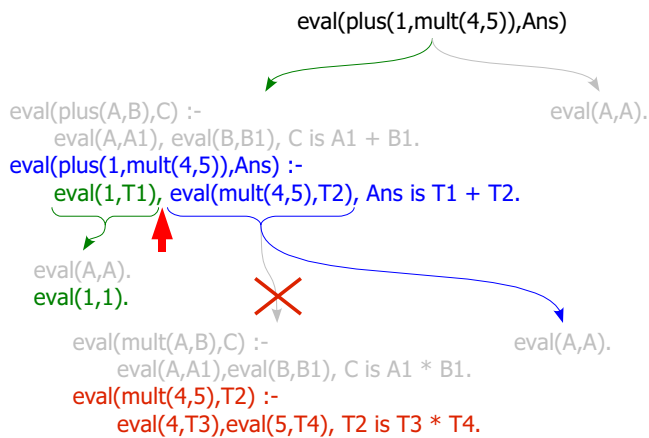 eval(plus(1,mult(4,5)),Ans)
eval(plus(A,B),C) :-
eval(A,A).
eval(A,A1), eval(B,B1), C is A1 + B1.
eval(plus(1,mult(4,5)),Ans) :-
eval(1,T1), eval(mult(4,5),T2), Ans is T1 + T2.
eval(A,A).
eval(1,1).
eval(mult(A,B),C) :-
eval(A,A).
eval(A,A1),eval(B,B1), C is A1 * B1.
eval(mult(4,5),T2) :-
eval(4,T3),eval(5,T4), T2 is T3 * T4.